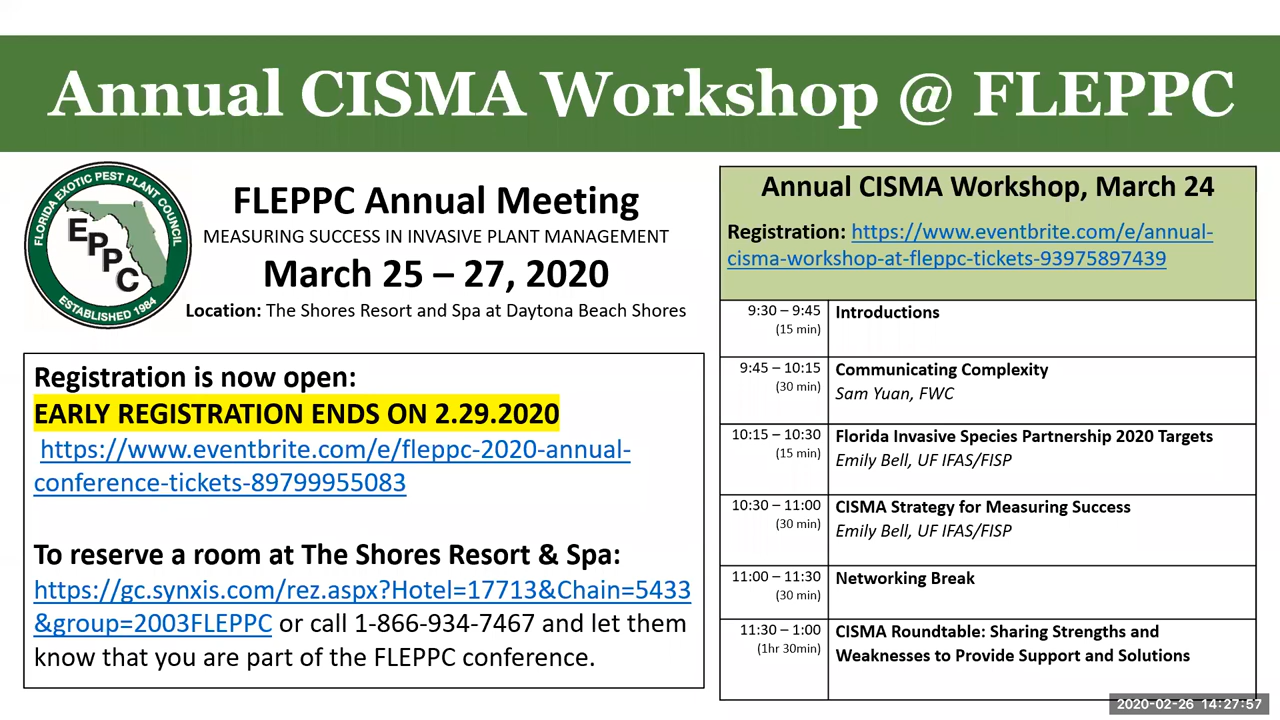 Annual CISMA Workshop @ FLEPPC
FLORIDA EXOTIC PEST PLANT COUNCIL
EPPC
ESTABLISHED 1984
FLEPPC Annual Meeting
MEASURING SUCCESS IN INVASIVE PLANT MANAGEMENT
March 25 – 27, 2020
Location: The Shores Resort and Spa at Daytona Beach Shores
Registration is now open:
EARLY REGISTRATION ENDS ON 2.29.2020
https://www.eventbrite.com/e/fleppc-2020-annual-
conference-tickets-89799955083
To reserve a room at The Shores Resort & Spa:
https://gc.synxis.com/rez.aspx?Hotel=17713&Chain=5433
&group=2003FLEPPC or call 1-866-934-7467 and let them
know that you are part of the FLEPPC conference.
Annual CISMA Workshop, March 24
Registration: https://www.eventbrite.com/e/annual-
cisma-workshop-at-fleppc-tickets-93975897439
9:30 – 9:45 Introductions
(15 min)
9:45 – 10:15 Communicating Complexity
(30 min) Sam Yuan, FWC
10:15 – 10:30 Florida Invasive Species Partnership 2020 Targets
(15 min) Emily Bell, UF IFAS/FISP
10:30 – 11:00 CISMA Strategy for Measuring Success
(30 min) Emily Bell, UF IFAS/FISP
11:00 – 11:30 Networking Break
(30 min)
11:30 – 1:00 CISMA Roundtable: Sharing Strengths and
(1hr 30min) Weaknesses to Provide Support and Solutions
2020-02-26 14:27:57